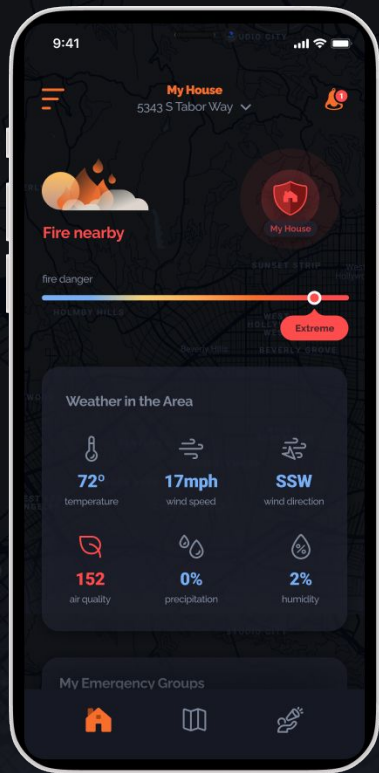 9:41
My House
5343 S Tabor Way
1
Fire nearby
My House
SUNSET STRIP
fire danger
HOLMBY HILLS
Extreme
Beverly Hills
BEVERLY GROVE
Weather in the Area
72°
17mph
SSW
temperature
wind speed
wind direction
152
0%
2%
air quality
precipitation
humidity
My Emergency Groups